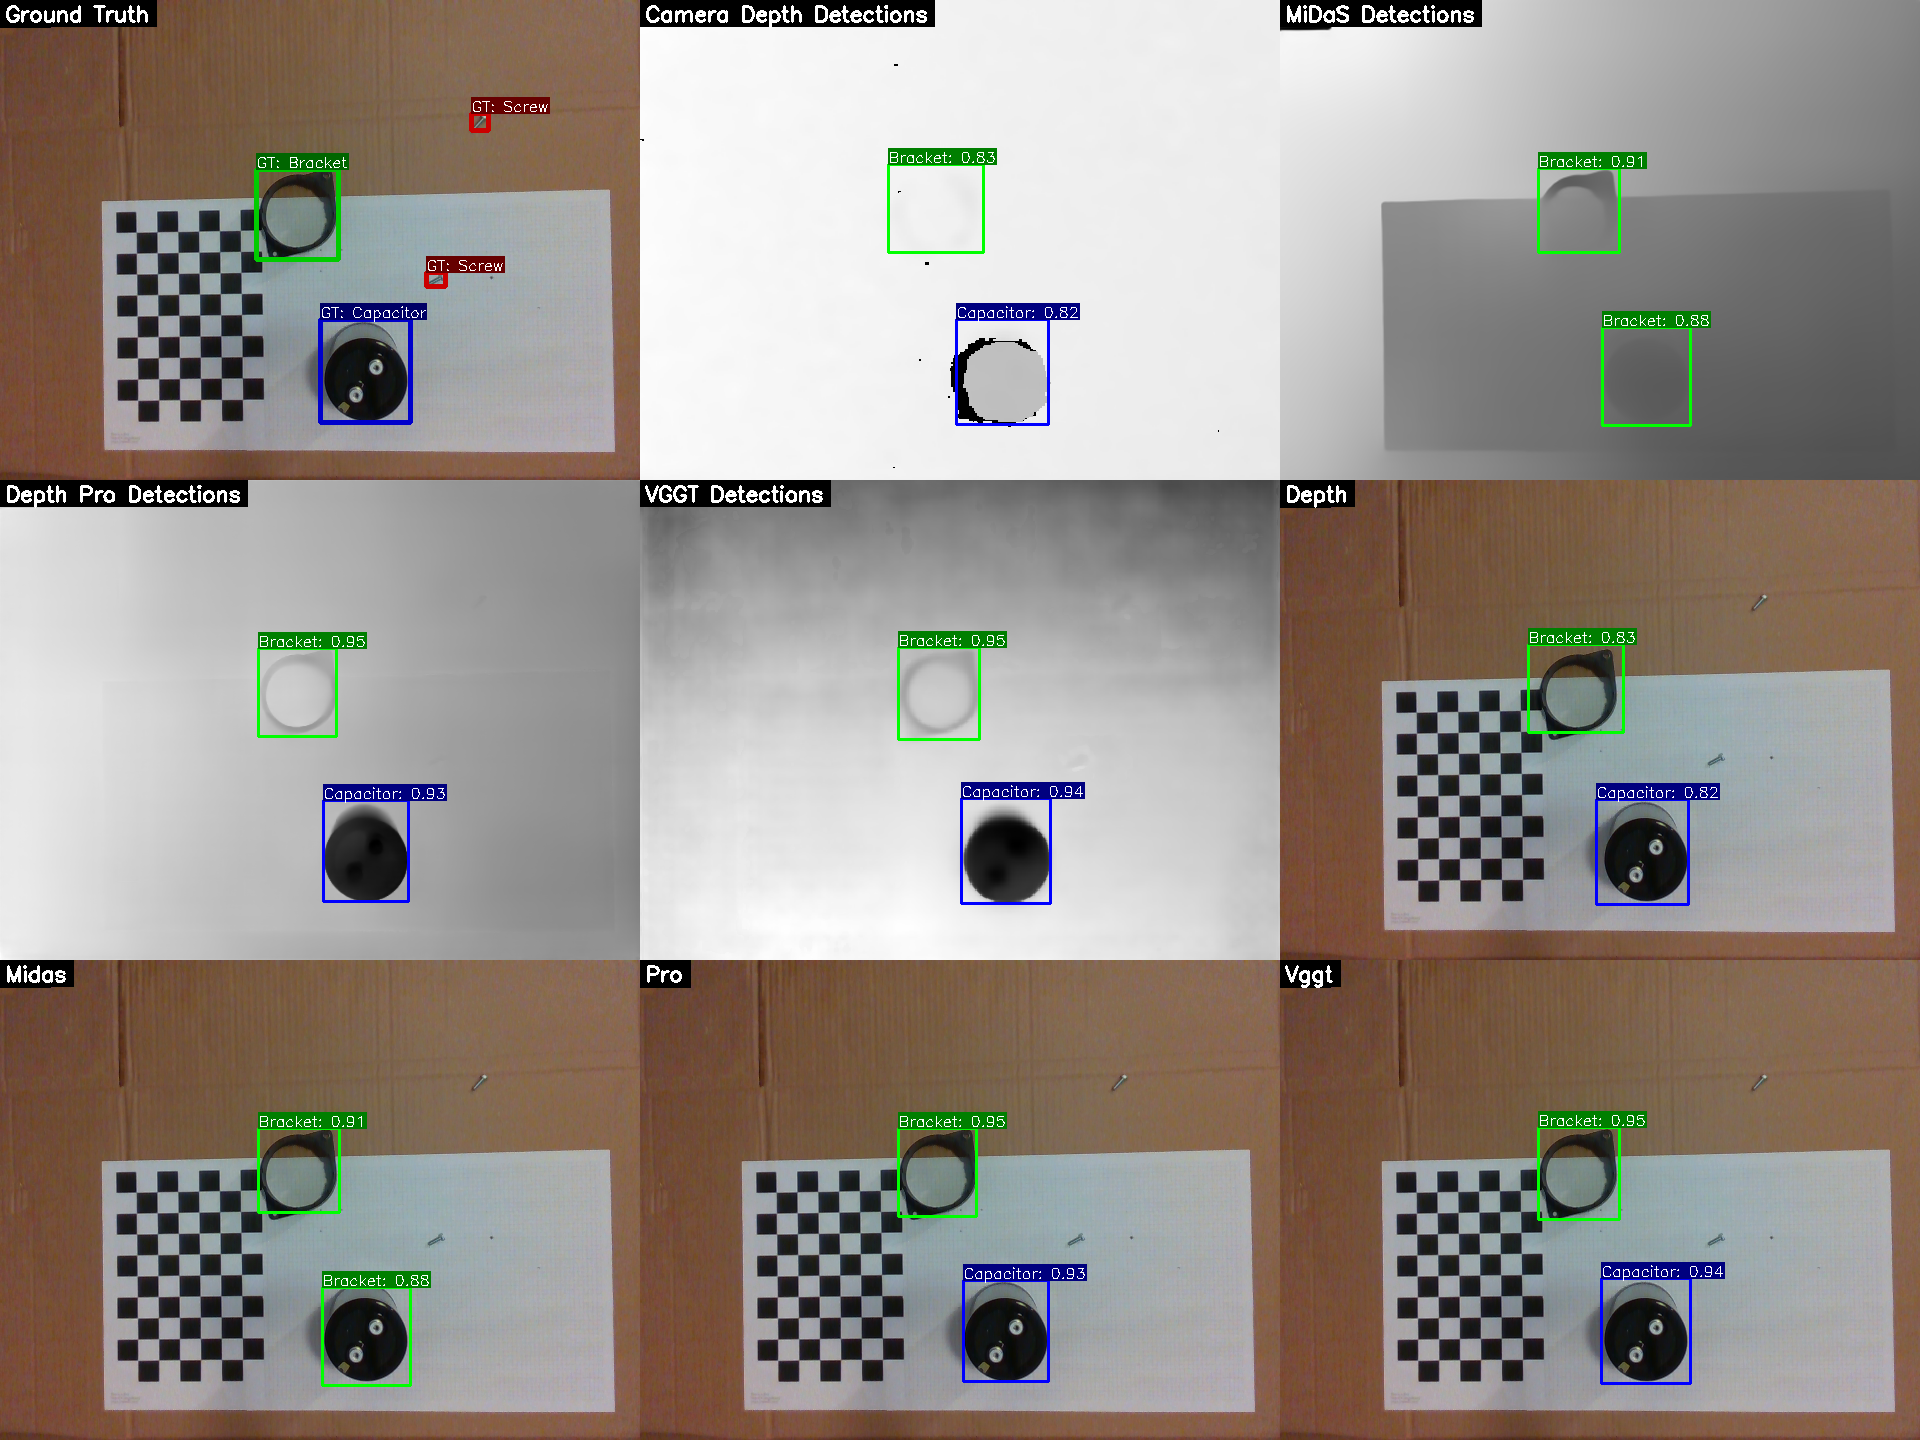 Ground Truth
GT: Screw
GT: Bracket
GT: Screw
GT: Capacitor
Camera Depth Detections
Bracket: 0.83
Capacitor: 0.82
MiDaS Detections
Bracket: 0.91
Bracket: 0.88
Depth Pro Detections
Bracket: 0.95
Capacitor: 0.93
VGGT Detections
Bracket: 0.95
Capacitor: 0.94
Depth
Bracket: 0.83
Capacitor: 0.82
Midas
Bracket: 0.91
Bracket: 0.88
Pro
Bracket: 0.95
Capacitor: 0.93
Vggt
Bracket: 0.95
Capacitor: 0.94